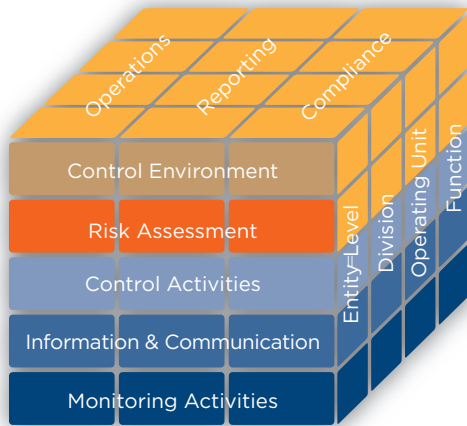 Operations
Reporting
Compliance
Control Environment
Risk Assessment
Control Activities
Information & Communication
Monitoring Activities
Entity-Level
Division
Operating Unit
Function